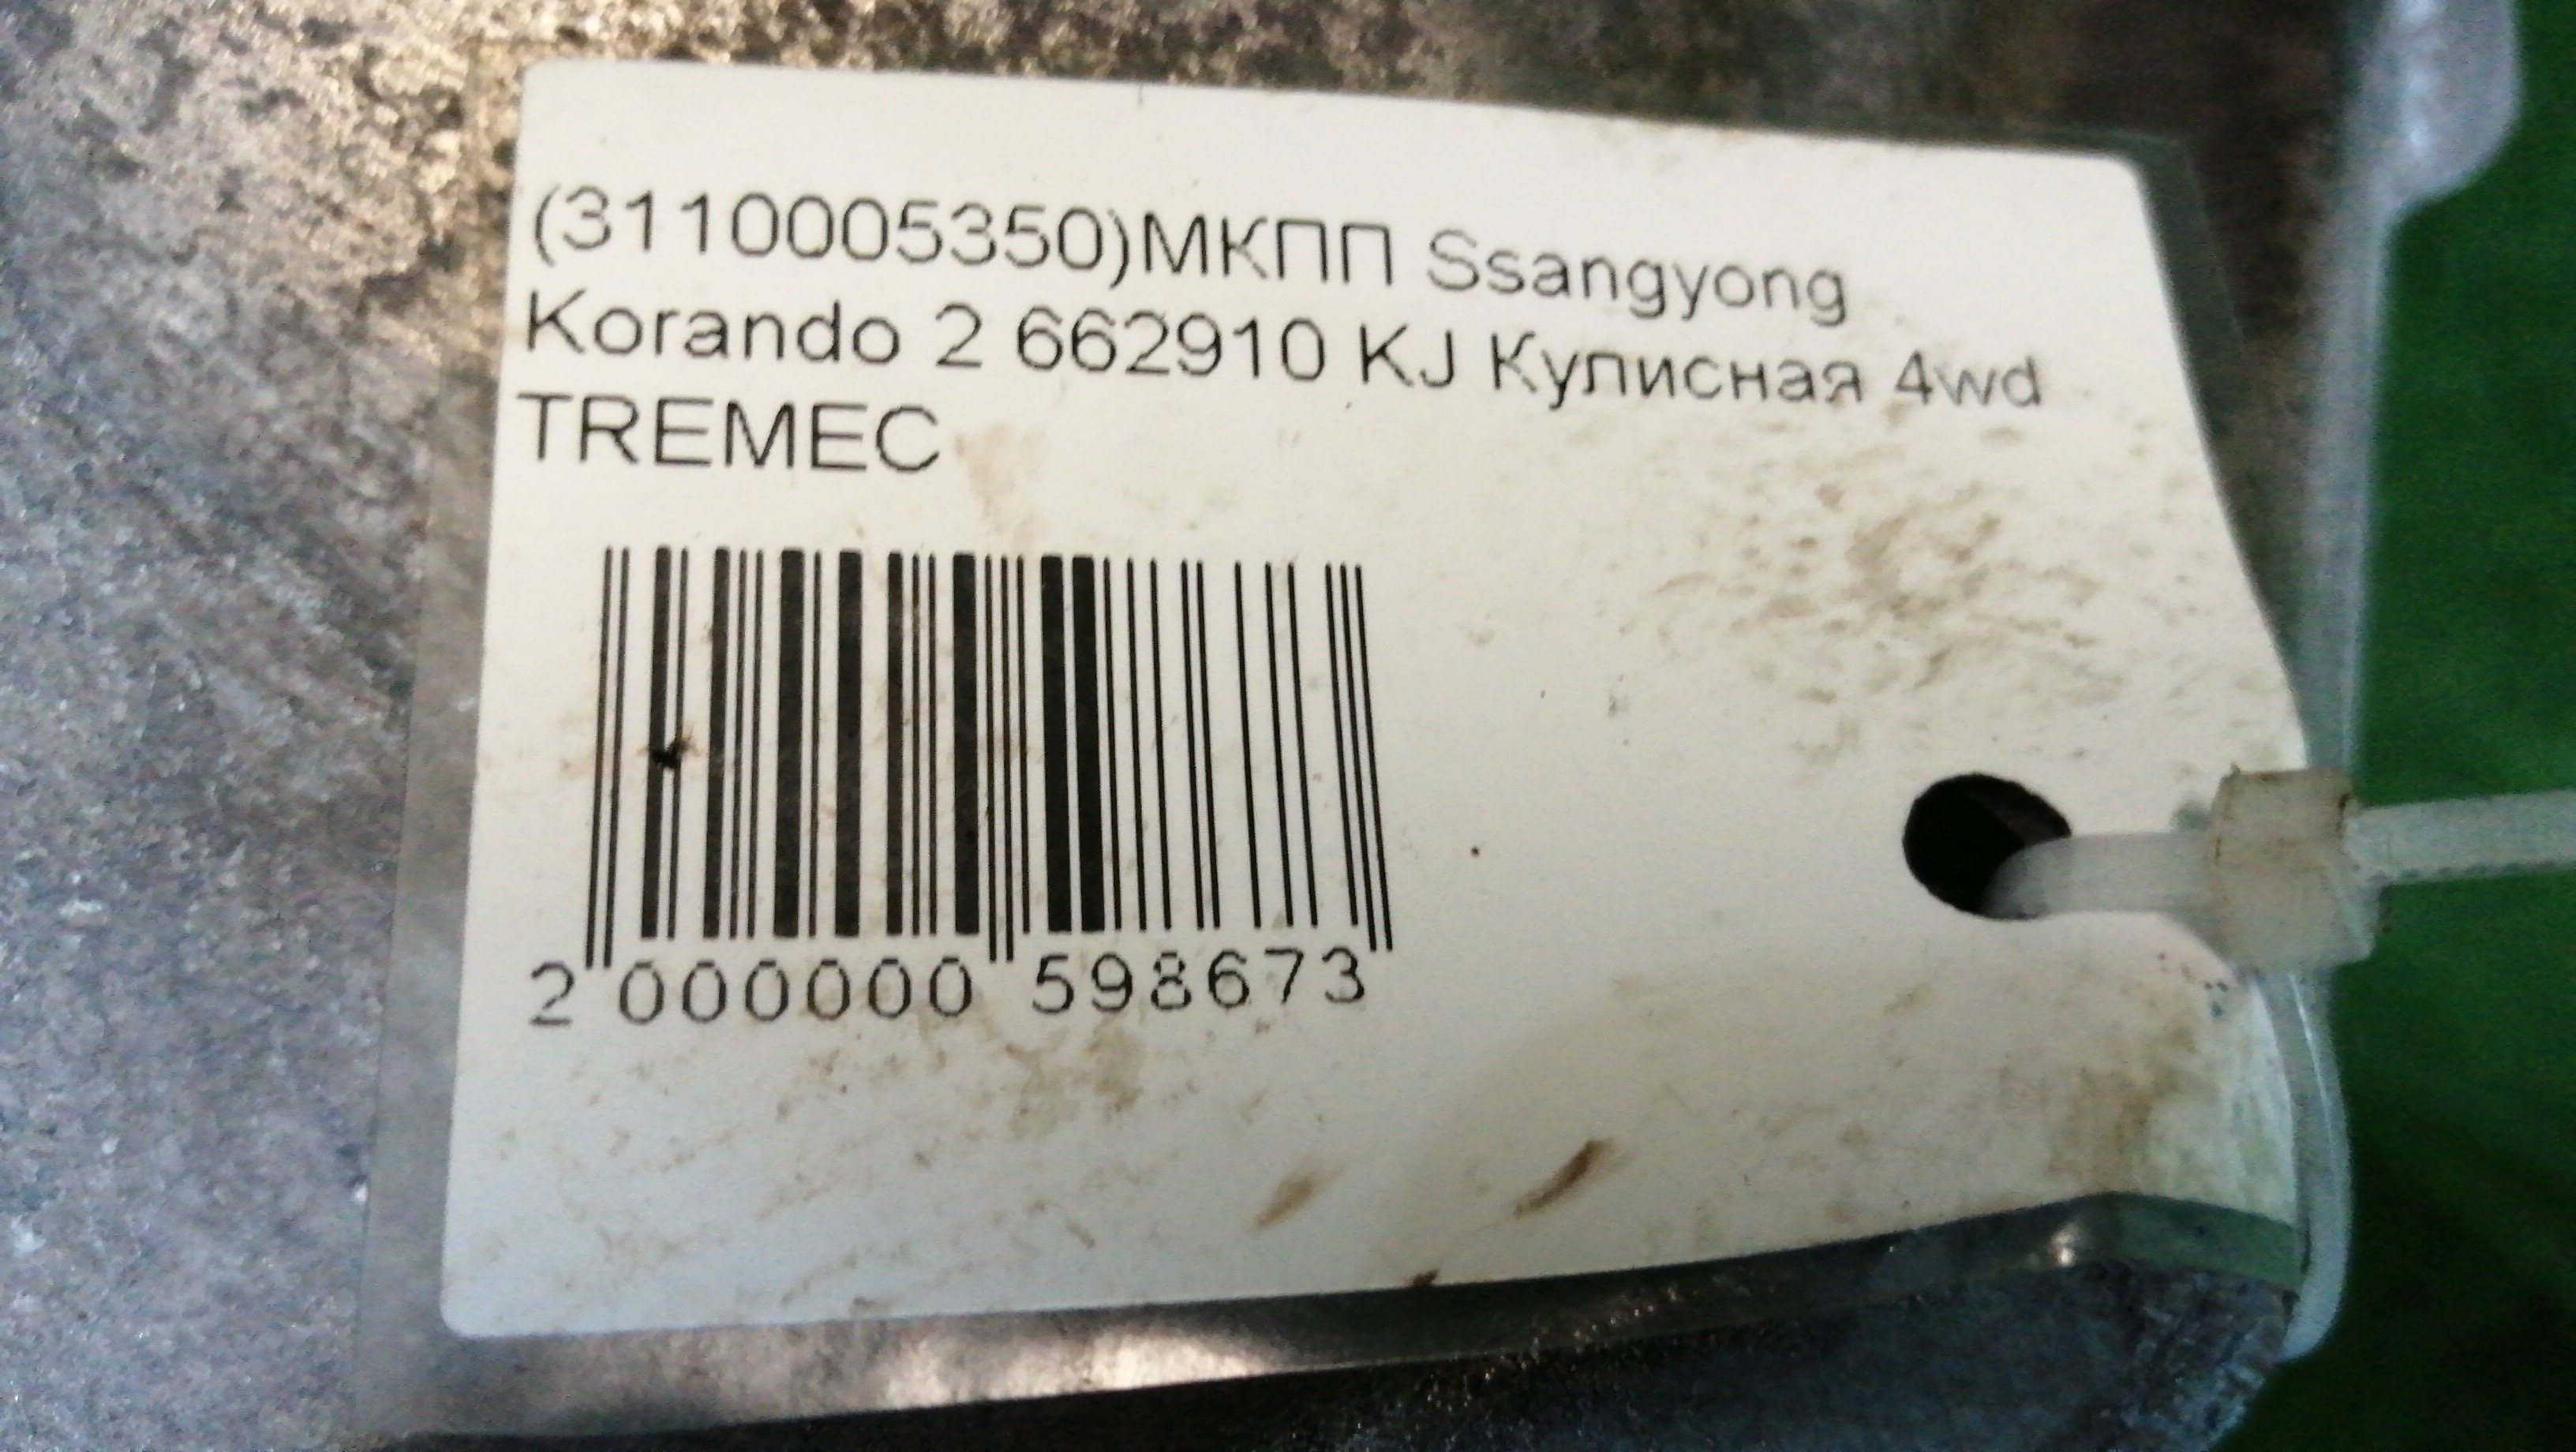 (3110005350)МКПП Ssangyong
Korando 2 662910 KJ Кулисная 4wd
TREMEC
2 000000 598673